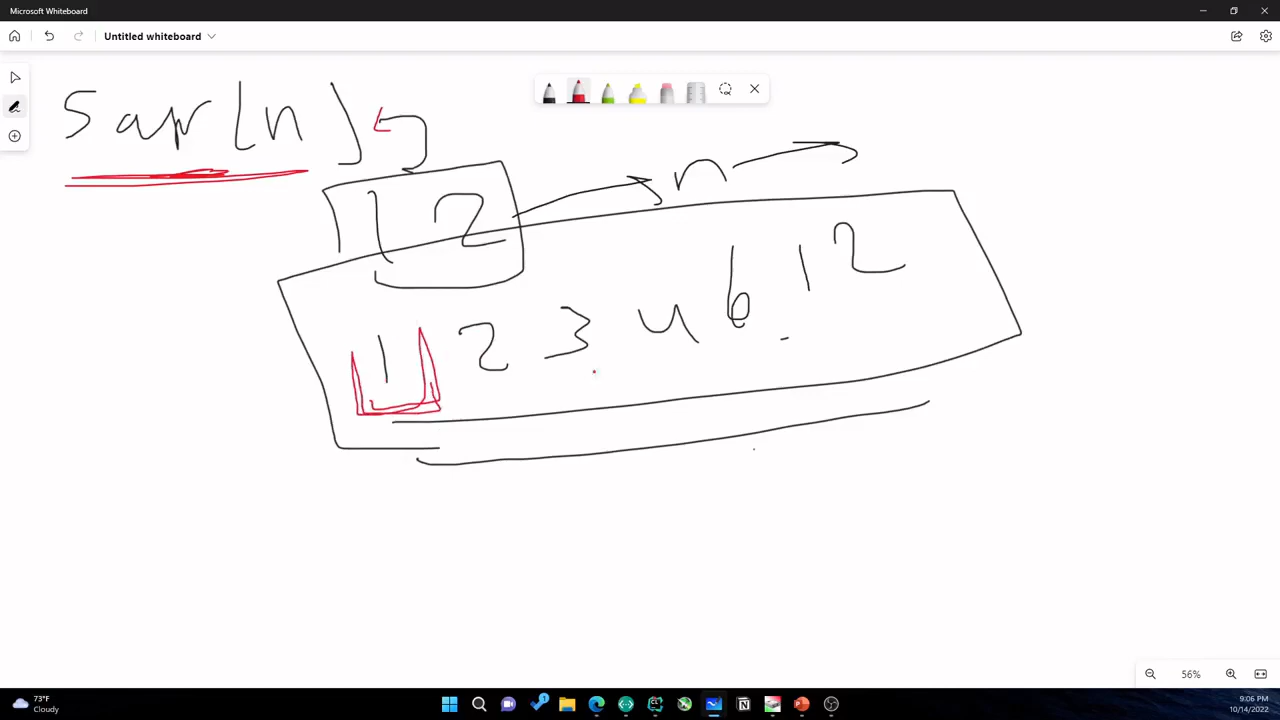 Microsoft Whiteboard
Untitled whiteboard
[n]
12
n
1 2 3 4 6 12
56%
73°F
Cloudy
9:06 PM
10/14/2022